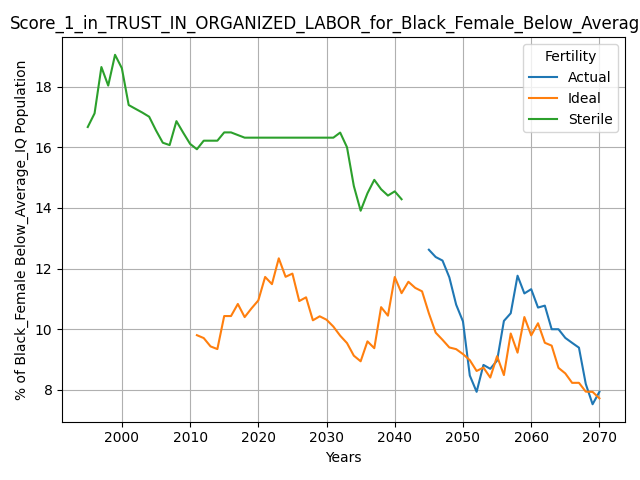 Score_1_in_TRUST_IN_ORGANIZED_LABOR_for_Black_Female_Below_Averag
% of Black_Female Below_Average_IQ Population
18
16
14
12
10
8
Fertility
Actual
Ideal
Sterile
2000 2010 2020 2030 2040 2050 2060 2070
Years